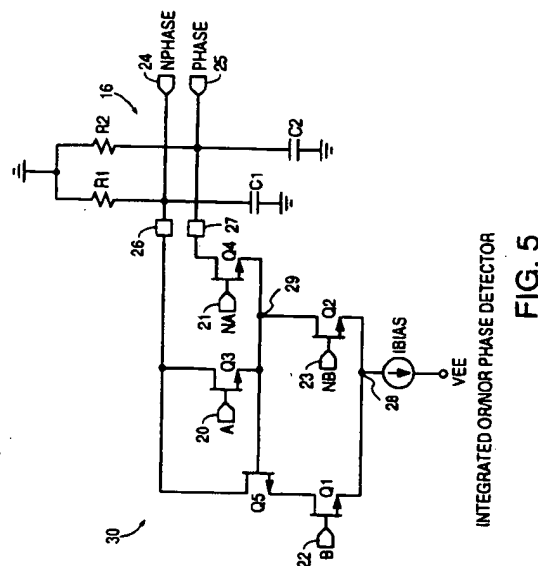 30
16
R1
R2
24
NPHASE
PHASE
25
26
27
C1
C2
Q4
21
NA
Q3
20
A
29
Q5
Q2
23
NB
Q1
22
B
28
IBIAS
VEE
INTEGRATED OR/NOR PHASE DETECTOR
FIG. 5